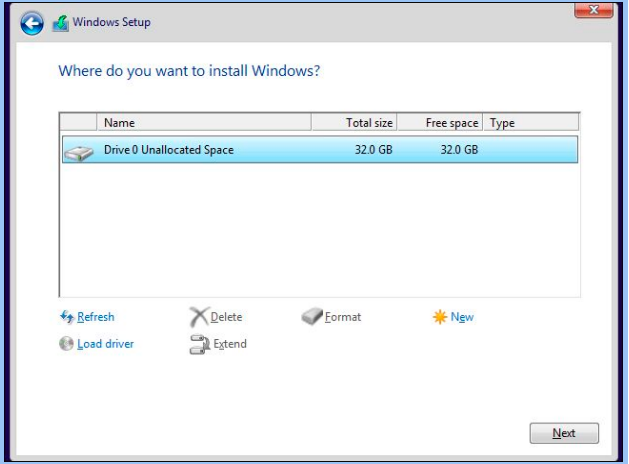 Windows Setup
Where do you want to install Windows?
Name Total size Free space Type
Drive 0 Unallocated Space 32.0 GB 32.0 GB
Refresh Delete Format New
Load driver Extend
Next